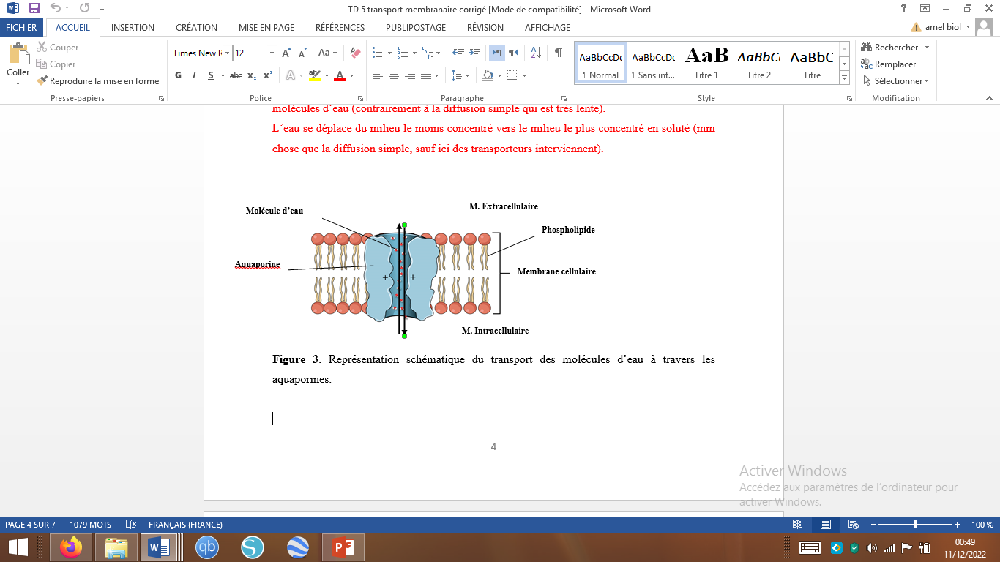 TD 5 transport membranaire corrigé [Mode de compatibilité] - Microsoft Word
FICHIER ACCUEIL INSERTION CRÉATION MISE EN PAGE RÉFÉRENCES PUBLIPOSTAGE RÉVISION AFFICHAGE amel biol
Coller
Couper
Copier
Reproduire la mise en forme
Presse-papiers
Times New R 12
G I S abc x₂ x²
Police
Paragraphe
AaBbCcDc AaBbCcDc AaB AaBbCc AaBbC
¶ Normal ¶ Sans int... Titre 1 Titre 2 Titre
Style
Rechercher
Remplacer
Sélectionner
Modification
molécules d’eau (contrairement à la diffusion simple qui est très lente).
L’eau se déplace du milieu le moins concentré vers le milieu le plus concentré en soluté (mm
chose que la diffusion simple, sauf ici des transporteurs interviennent).
Molécule d’eau
M. Extracellulaire
Phospholipide
Aquaporine
Membrane cellulaire
+ +
M. Intracellulaire
Figure 3. Représentation schématique du transport des molécules d’eau à travers les
aquaporines.
4
Activer Windows
Accédez aux paramètres de l’ordinateur pour
activer Windows.
PAGE 4 SUR 7 1079 MOTS FRANÇAIS (FRANCE) 100 %
00:49
11/12/2022